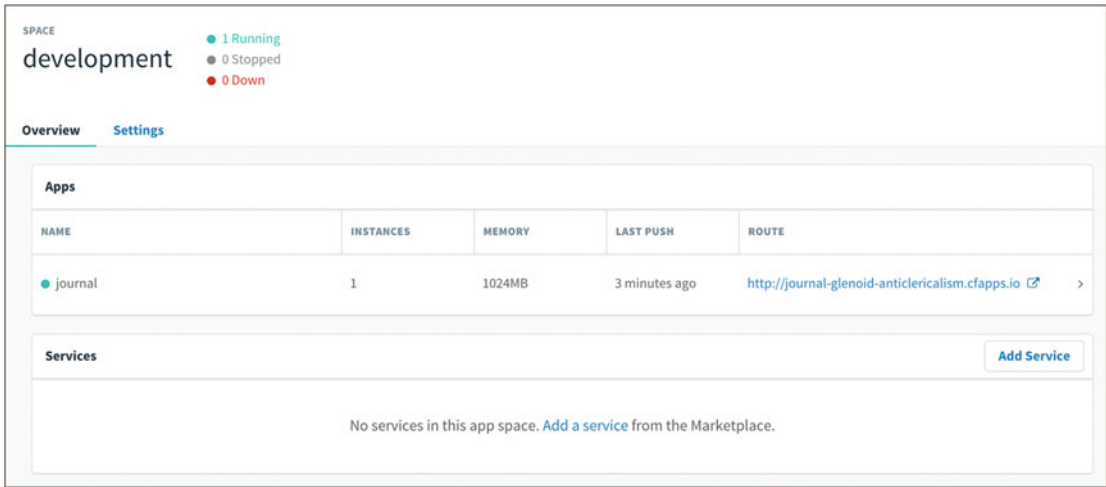 SPACE
development
1 Running
0 Stopped
0 Down
Overview Settings
Apps
NAME INSTANCES MEMORY LAST PUSH ROUTE
journal 1 1024MB 3 minutes ago http://journal-glenoid-anticlericalism.cfapps.io
Services Add Service
No services in this app space. Add a service from the Marketplace.